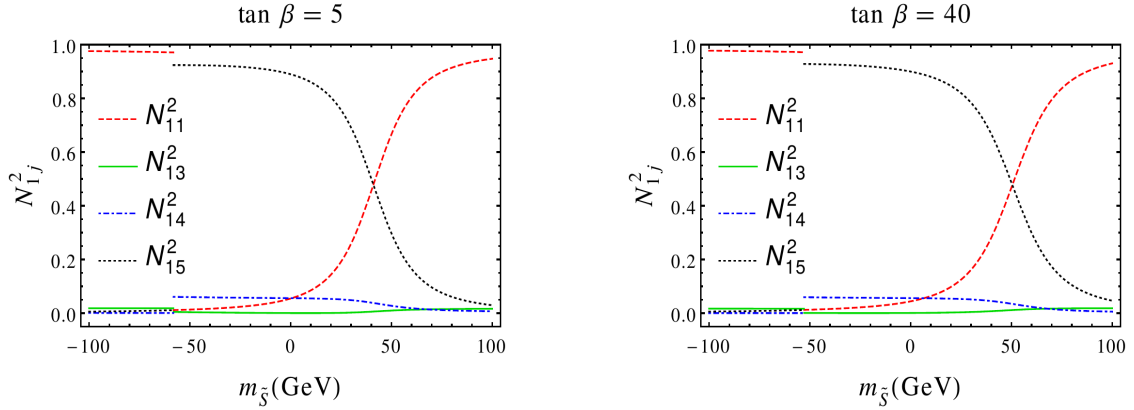 tan β = 5
N²₁ⱼ
1.0
0.8
0.6
0.4
0.2
0.0
N²₁₁
N²₁₃
N²₁₄
N²₁₅
−100 −50 0 50 100
m_S̃(GeV)
tan β = 40
N²₁ⱼ
1.0
0.8
0.6
0.4
0.2
0.0
N²₁₁
N²₁₃
N²₁₄
N²₁₅
−100 −50 0 50 100
m_S̃(GeV)